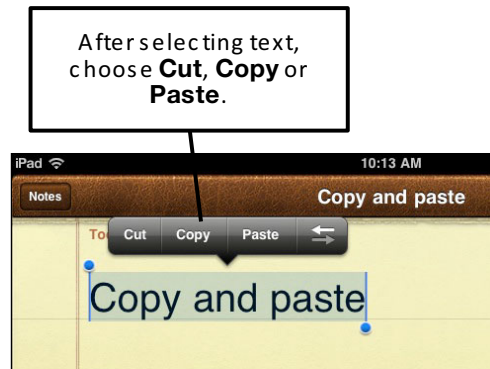 After selecting text,
choose Cut, Copy or
Paste.
iPad 10:13 AM
Notes Copy and paste
Cut Copy Paste
Copy and paste